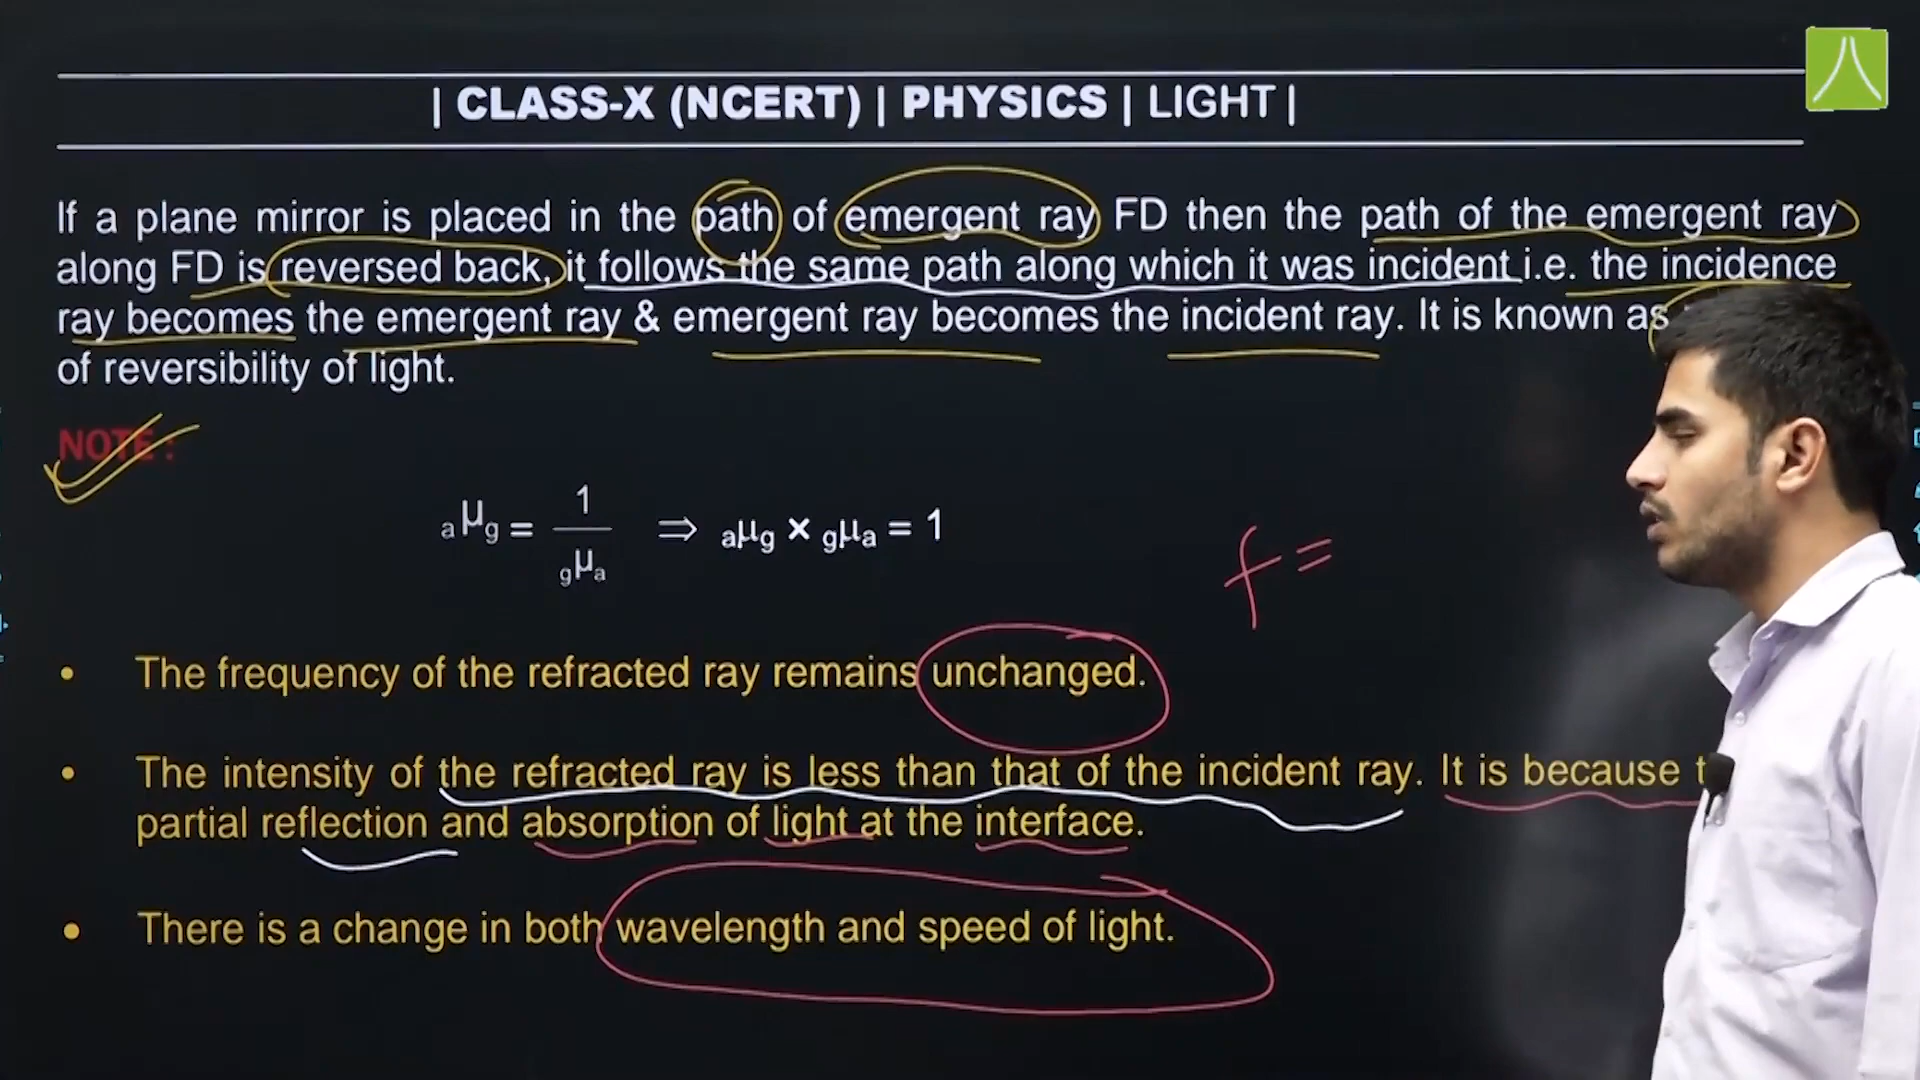 | CLASS-X (NCERT) | PHYSICS | LIGHT |
If a plane mirror is placed in the path of emergent ray FD then the path of the emergent ray
along FD is reversed back, it follows the same path along which it was incident i.e. the incidence
ray becomes the emergent ray & emergent ray becomes the incident ray. It is known as
of reversibility of light.
NOTE :
aμg = 1/gμa ⇒ aμg × gμa = 1
f =
• The frequency of the refracted ray remains unchanged.
• The intensity of the refracted ray is less than that of the incident ray. It is because
partial reflection and absorption of light at the interface.
• There is a change in both wavelength and speed of light.